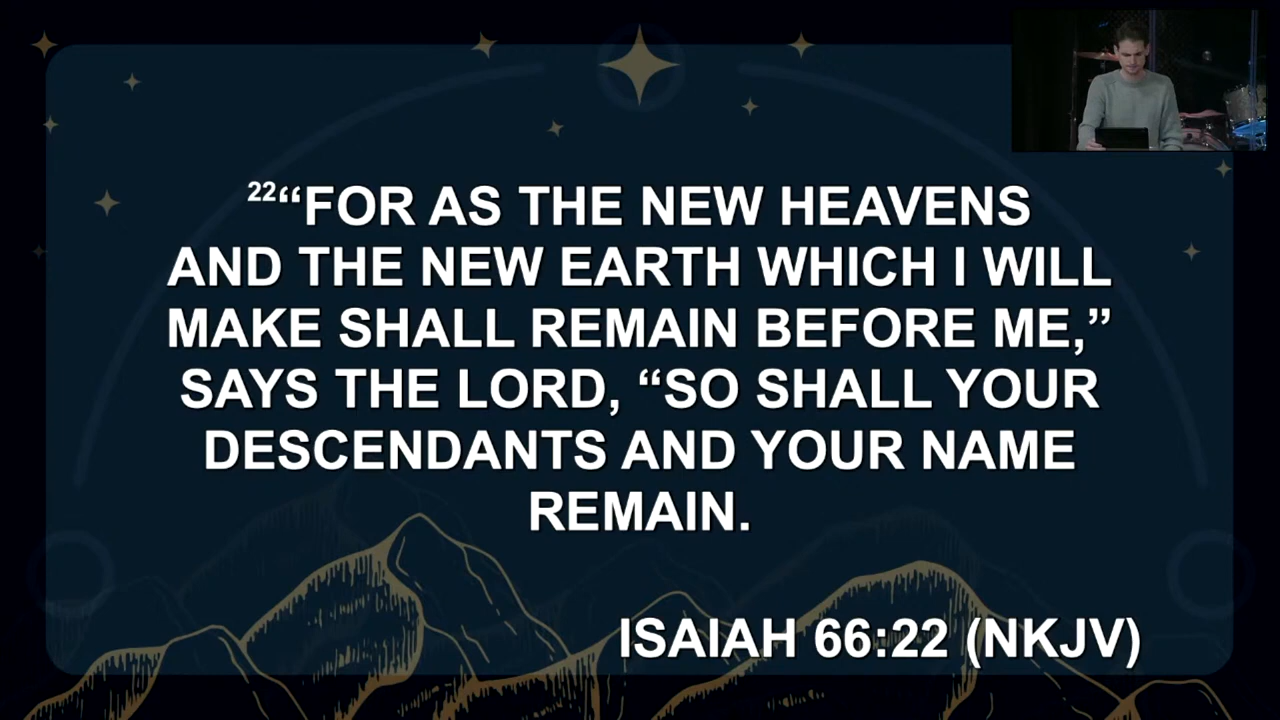 22“FOR AS THE NEW HEAVENS
AND THE NEW EARTH WHICH I WILL
MAKE SHALL REMAIN BEFORE ME,”
SAYS THE LORD, “SO SHALL YOUR
DESCENDANTS AND YOUR NAME
REMAIN.
ISAIAH 66:22 (NKJV)